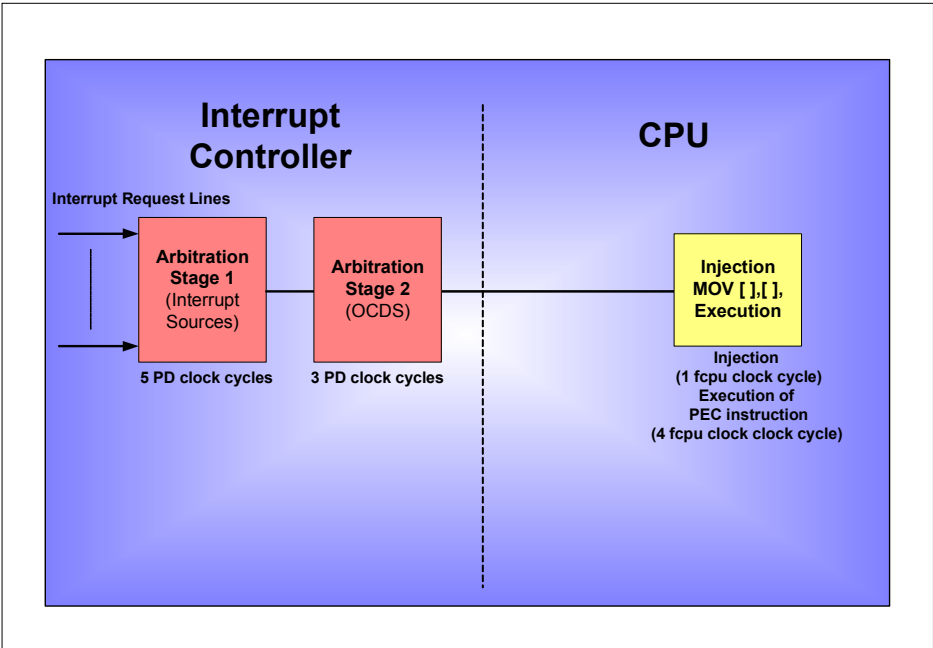 Interrupt
Controller
CPU
Interrupt Request Lines
Arbitration
Stage 1
(Interrupt
Sources)
5 PD clock cycles
Arbitration
Stage 2
(OCDS)
3 PD clock cycles
Injection
MOV [ ],[ ],
Execution
Injection
(1 fcpu clock cycle)
Execution of
PEC instruction
(4 fcpu clock clock cycle)